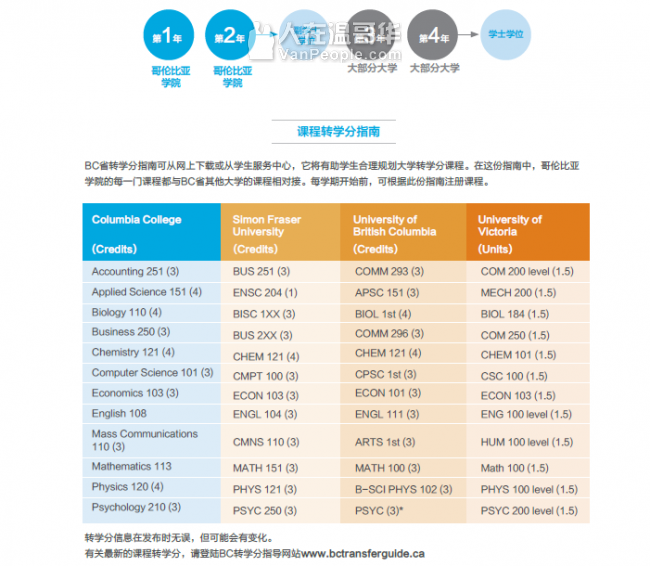 第1年
第2年
人在温哥华
VanPeople.com
第3年
第4年
学士学位
哥伦比亚
学院
哥伦比亚
学院
大部分大学
大部分大学
课程转学分指南
BC省转学分指南可从网上下载或从学生服务中心，它将有助学生合理规划大学转学分课程。在这份指南中，哥伦比亚
学院的每一门课程都与BC省其他大学的课程相对接。每学期开始前，可根据此份指南注册课程。
Columbia College (Credits)
Simon Fraser University (Credits)
University of British Columbia (Credits)
University of Victoria (Units)
Accounting 251 (3) BUS 251 (3) COMM 293 (3) COM 200 level (1.5)
Applied Science 151 (4) ENSC 204 (1) APSC 151 (3) MECH 200 (1.5)
Biology 110 (4) BISC 1XX (3) BIOL 1st (4) BIOL 184 (1.5)
Business 250 (3) BUS 2XX (3) COMM 296 (3) COM 250 (1.5)
Chemistry 121 (4) CHEM 121 (4) CHEM 121 (4) CHEM 101 (1.5)
Computer Science 101 (3) CMPT 100 (3) CPSC 1st (3) CSC 100 (1.5)
Economics 103 (3) ECON 103 (3) ECON 101 (3) ECON 103 (1.5)
English 108 ENGL 104 (3) ENGL 111 (3) ENG 100 level (1.5)
Mass Communications 110 (3) CMNS 110 (3) ARTS 1st (3) HUM 100 level (1.5)
Mathematics 113 MATH 151 (3) MATH 100 (3) Math 100 (1.5)
Physics 120 (4) PHYS 121 (3) B-SCI PHYS 102 (3) PHYS 100 level (1.5)
Psychology 210 (3) PSYC 250 (3) PSYC (3)* PSYC 200 level (1.5)
转学分信息在发布时无误，但可能会有变化。
有关最新的课程转学分，请登陆BC转学分指导网站www.bctransferguide.ca